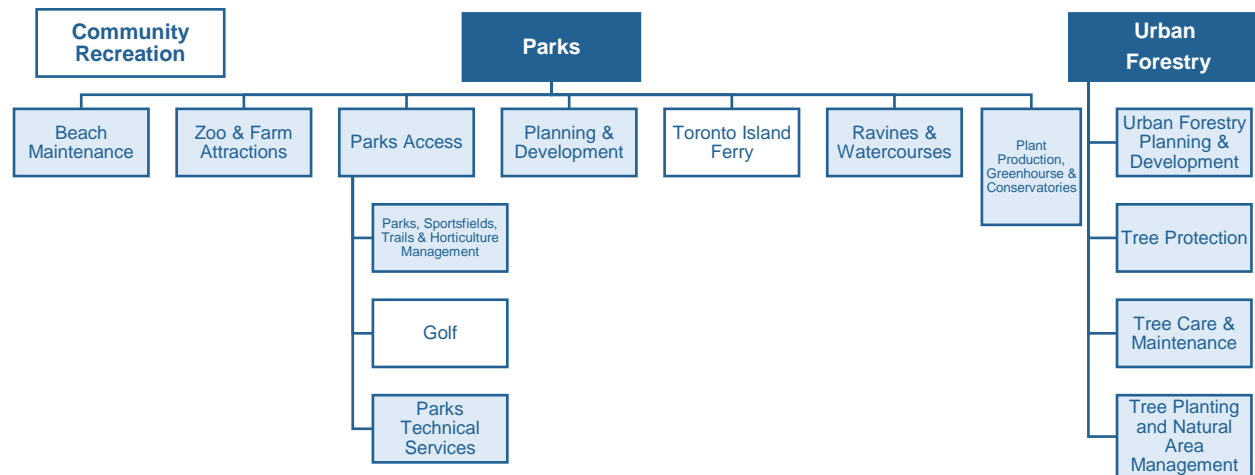 Community
Recreation
Parks
Urban
Forestry
Beach
Maintenance
Zoo & Farm
Attractions
Parks Access
Planning &
Development
Toronto Island
Ferry
Ravines &
Watercourses
Plant
Production,
Greenhourse &
Conservatories
Urban Forestry
Planning &
Development
Parks, Sportsfields,
Trails & Horticulture
Management
Tree Protection
Golf
Tree Care &
Maintenance
Parks
Technical
Services
Tree Planting
and Natural
Area
Management